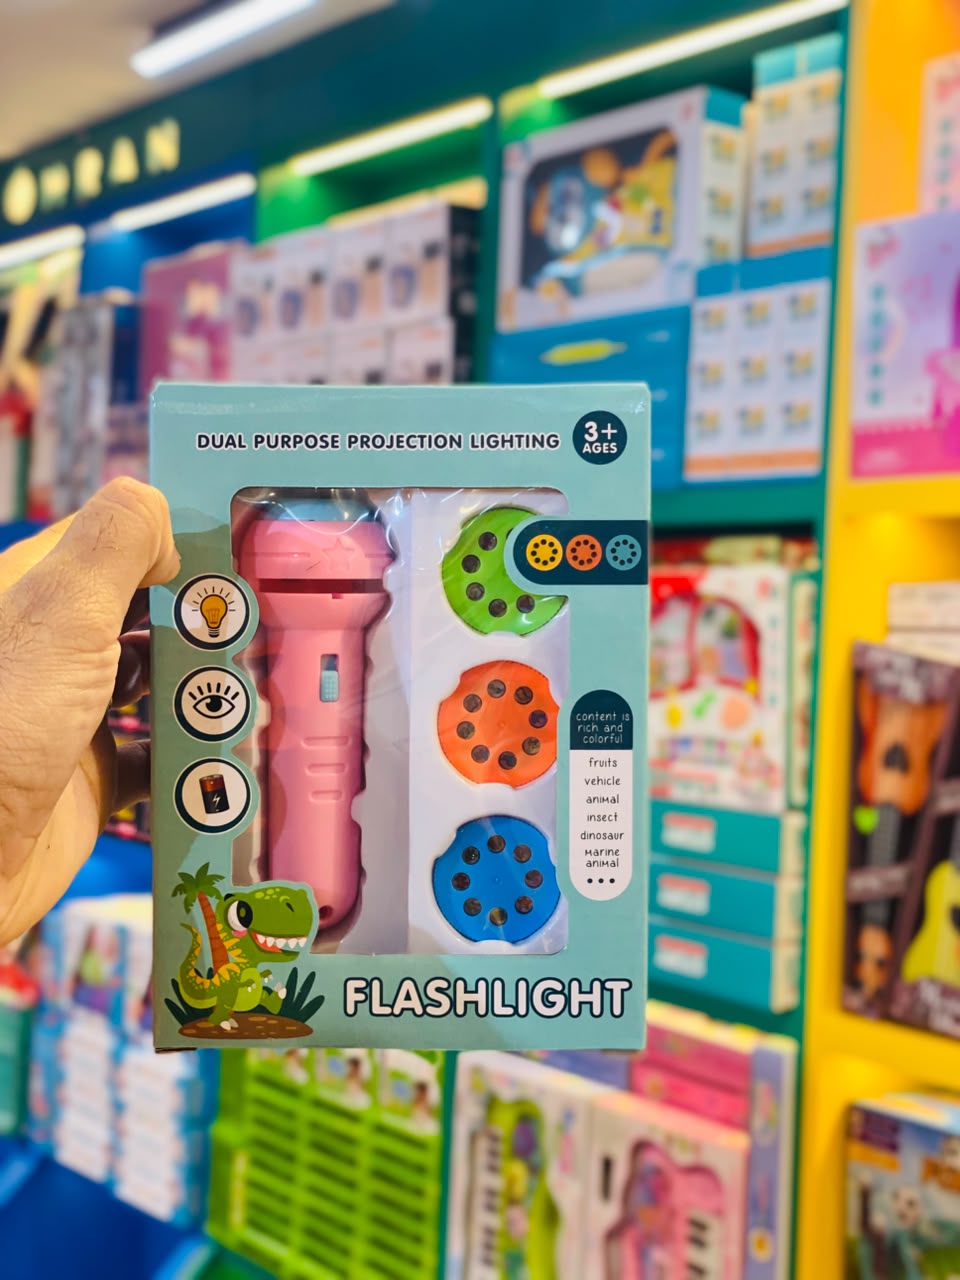 DUAL PURPOSE PROJECTION LIGHTING
3+
AGES
content is
rich and
colorful
fruits
vehicle
animal
insect
dinosaur
marine
animal
•••
FLASHLIGHT